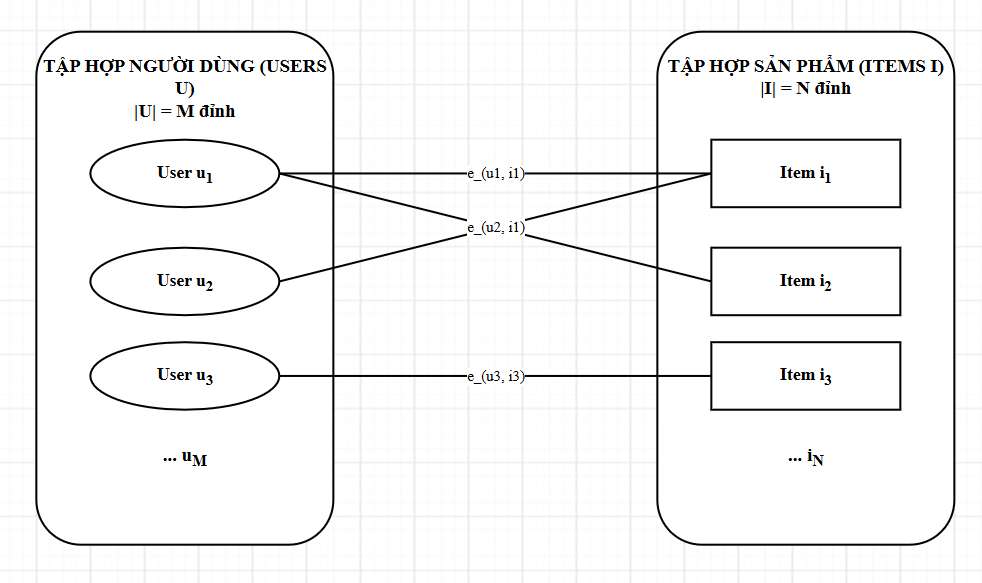 TẬP HỢP NGƯỜI DÙNG (USERS
U)
|U| = M đỉnh
User u1
User u2
User u3
... uM
e_(u1, i1)
e_(u2, i1)
e_(u3, i3)
TẬP HỢP SẢN PHẨM (ITEMS I)
|I| = N đỉnh
Item i1
Item i2
Item i3
... iN